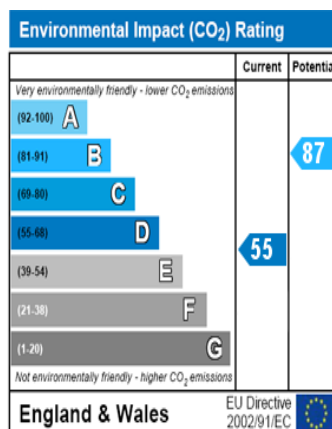 Environmental Impact (CO₂) Rating
Current Potentia
Very environmentally friendly - lower CO₂ emissions
(92-100) A
(81-91) B
87
(69-80) C
(55-68) D
55
(39-54) E
(21-38) F
(1-20) G
Not environmentally friendly - higher CO₂ emissions
England & Wales
EU Directive
2002/91/EC